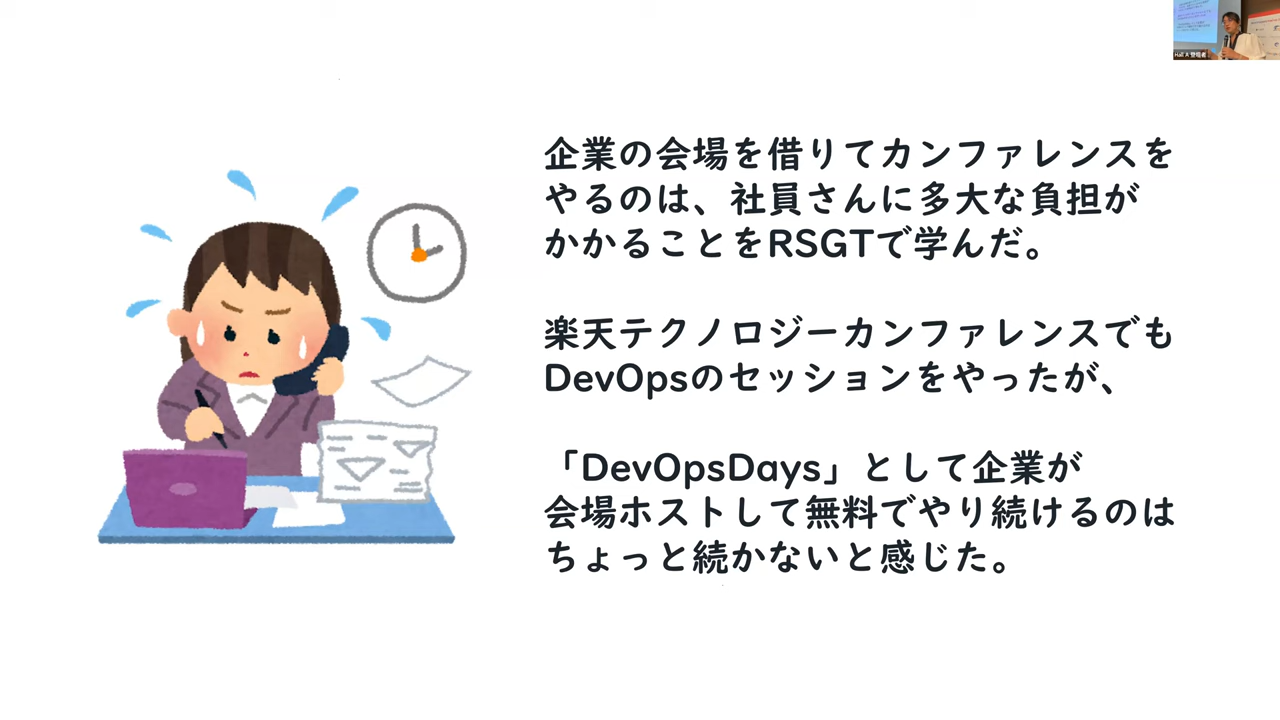 企業の会場を借りてカンファレンスを
やるのは、社員さんに多大な負担が
かかることをRSGTで学んだ。
楽天テクノロジーカンファレンスでも
DevOpsのセッションをやったが、
「DevOpsDays」として企業が
会場ホストして無料でやり続けるのは
ちょっと続かないと感じた。
Hall A 登壇者